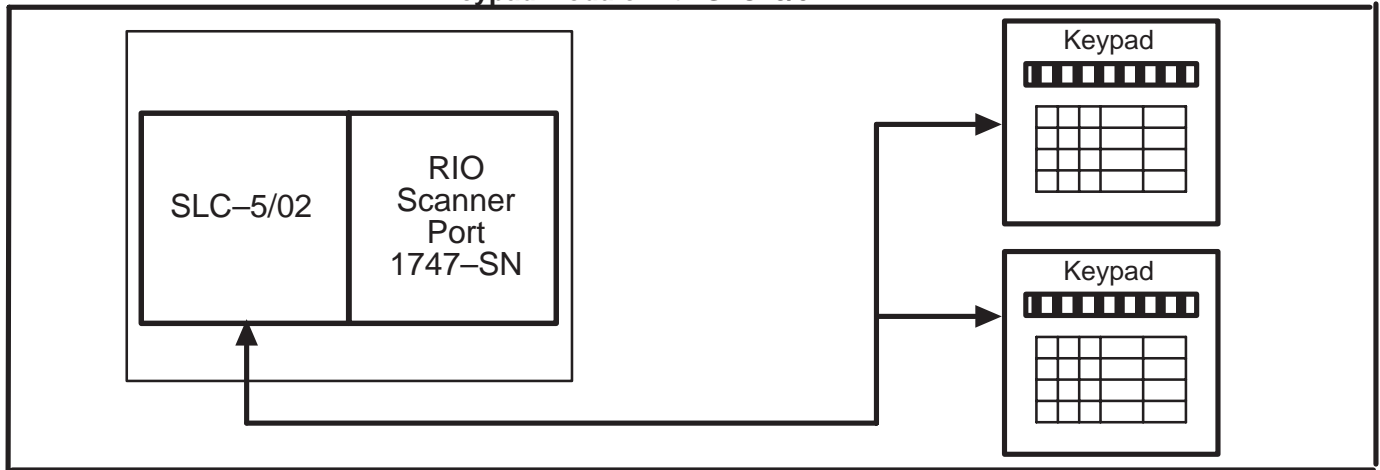 SLC–5/02
RIO
Scanner
Port
1747–SN
Keypad
Keypad